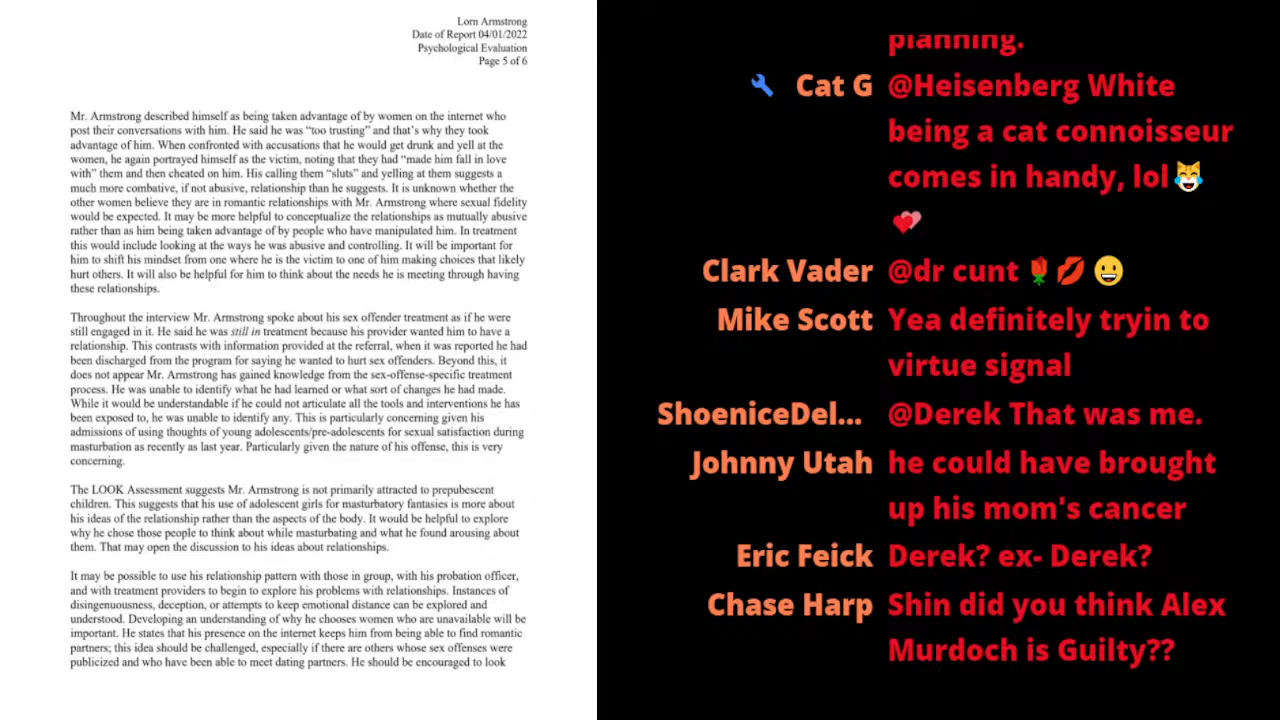 Lorn Armstrong
Date of Report 04/01/2022
Psychological Evaluation
Page 5 of 6
Mr. Armstrong described himself as being taken advantage of by women on the internet who
post their conversations with him. He said he was “too trusting” and that’s why they took
advantage of him. When confronted with accusations that he would get drunk and yell at the
women, he again portrayed himself as the victim, noting that they had “made him fall in love
with” them and then cheated on him. His calling them “sluts” and yelling at them suggests a
much more combative, if not abusive, relationship than he suggests. It is unknown whether the
other women believe they are in romantic relationships with Mr. Armstrong where sexual fidelity
would be expected. It may be more helpful to conceptualize the relationships as mutually abusive
rather than as him being taken advantage of by people who have manipulated him. In treatment
this would include looking at the ways he was abusive and controlling. It will be important for
him to shift his mindset from one where he is the victim to one of him making choices that likely
hurt others. It will also be helpful for him to think about the needs he is meeting through having
these relationships.
Throughout the interview Mr. Armstrong spoke about his sex offender treatment as if he were
still engaged in it. He said he was still in treatment because his provider wanted him to have a
relationship. This contrasts with information provided at the referral, when it was reported he had
been discharged from the program for saying he wanted to hurt sex offenders. Beyond this, it
does not appear Mr. Armstrong has gained knowledge from the sex-offense-specific treatment
process. He was unable to identify what he had learned or what sort of changes he had made.
While it would be understandable if he could not articulate all the tools and interventions he has
been exposed to, he was unable to identify any. This is particularly concerning given his
admissions of using thoughts of young adolescents/pre-adolescents for sexual satisfaction during
masturbation as recently as last year. Particularly given the nature of his offense, this is very
concerning.
The LOOK Assessment suggests Mr. Armstrong is not primarily attracted to prepubescent
children. This suggests that his use of adolescent girls for masturbatory fantasies is more about
his ideas of the relationship rather than the aspects of the body. It would be helpful to explore
why he chose those people to think about while masturbating and what he found arousing about
them. That may open the discussion to his ideas about relationships.
It may be possible to use his relationship pattern with those in group, with his probation officer,
and with treatment providers to begin to explore his problems with relationships. Instances of
disingenuousness, deception, or attempts to keep emotional distance can be explored and
understood. Developing an understanding of why he chooses women who are unavailable will be
important. He states that his presence on the internet keeps him from being able to find romantic
partners; this idea should be challenged, especially if there are others whose sex offenses were
publicized and who have been able to meet dating partners. He should be encouraged to look
planning.
Cat G @Heisenberg White
being a cat connoisseur
comes in handy, lol😹
💕
Clark Vader @dr cunt 🌹💋😀
Mike Scott Yea definitely tryin to
virtue signal
ShoeniceDel... @Derek That was me.
Johnny Utah he could have brought
up his mom's cancer
Eric Feick Derek? ex- Derek?
Chase Harp Shin did you think Alex
Murdoch is Guilty??